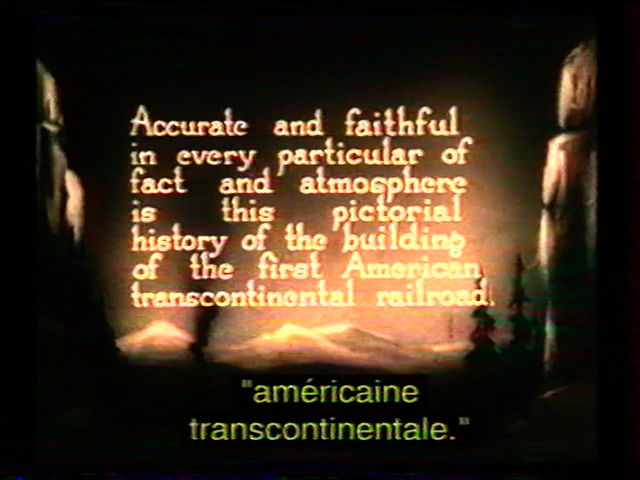 Accurate and faithful
in every particular of
fact and atmosphere
is this pictorial
history of the building
of the first American
transcontinental railroad.
"américaine
transcontinentale."